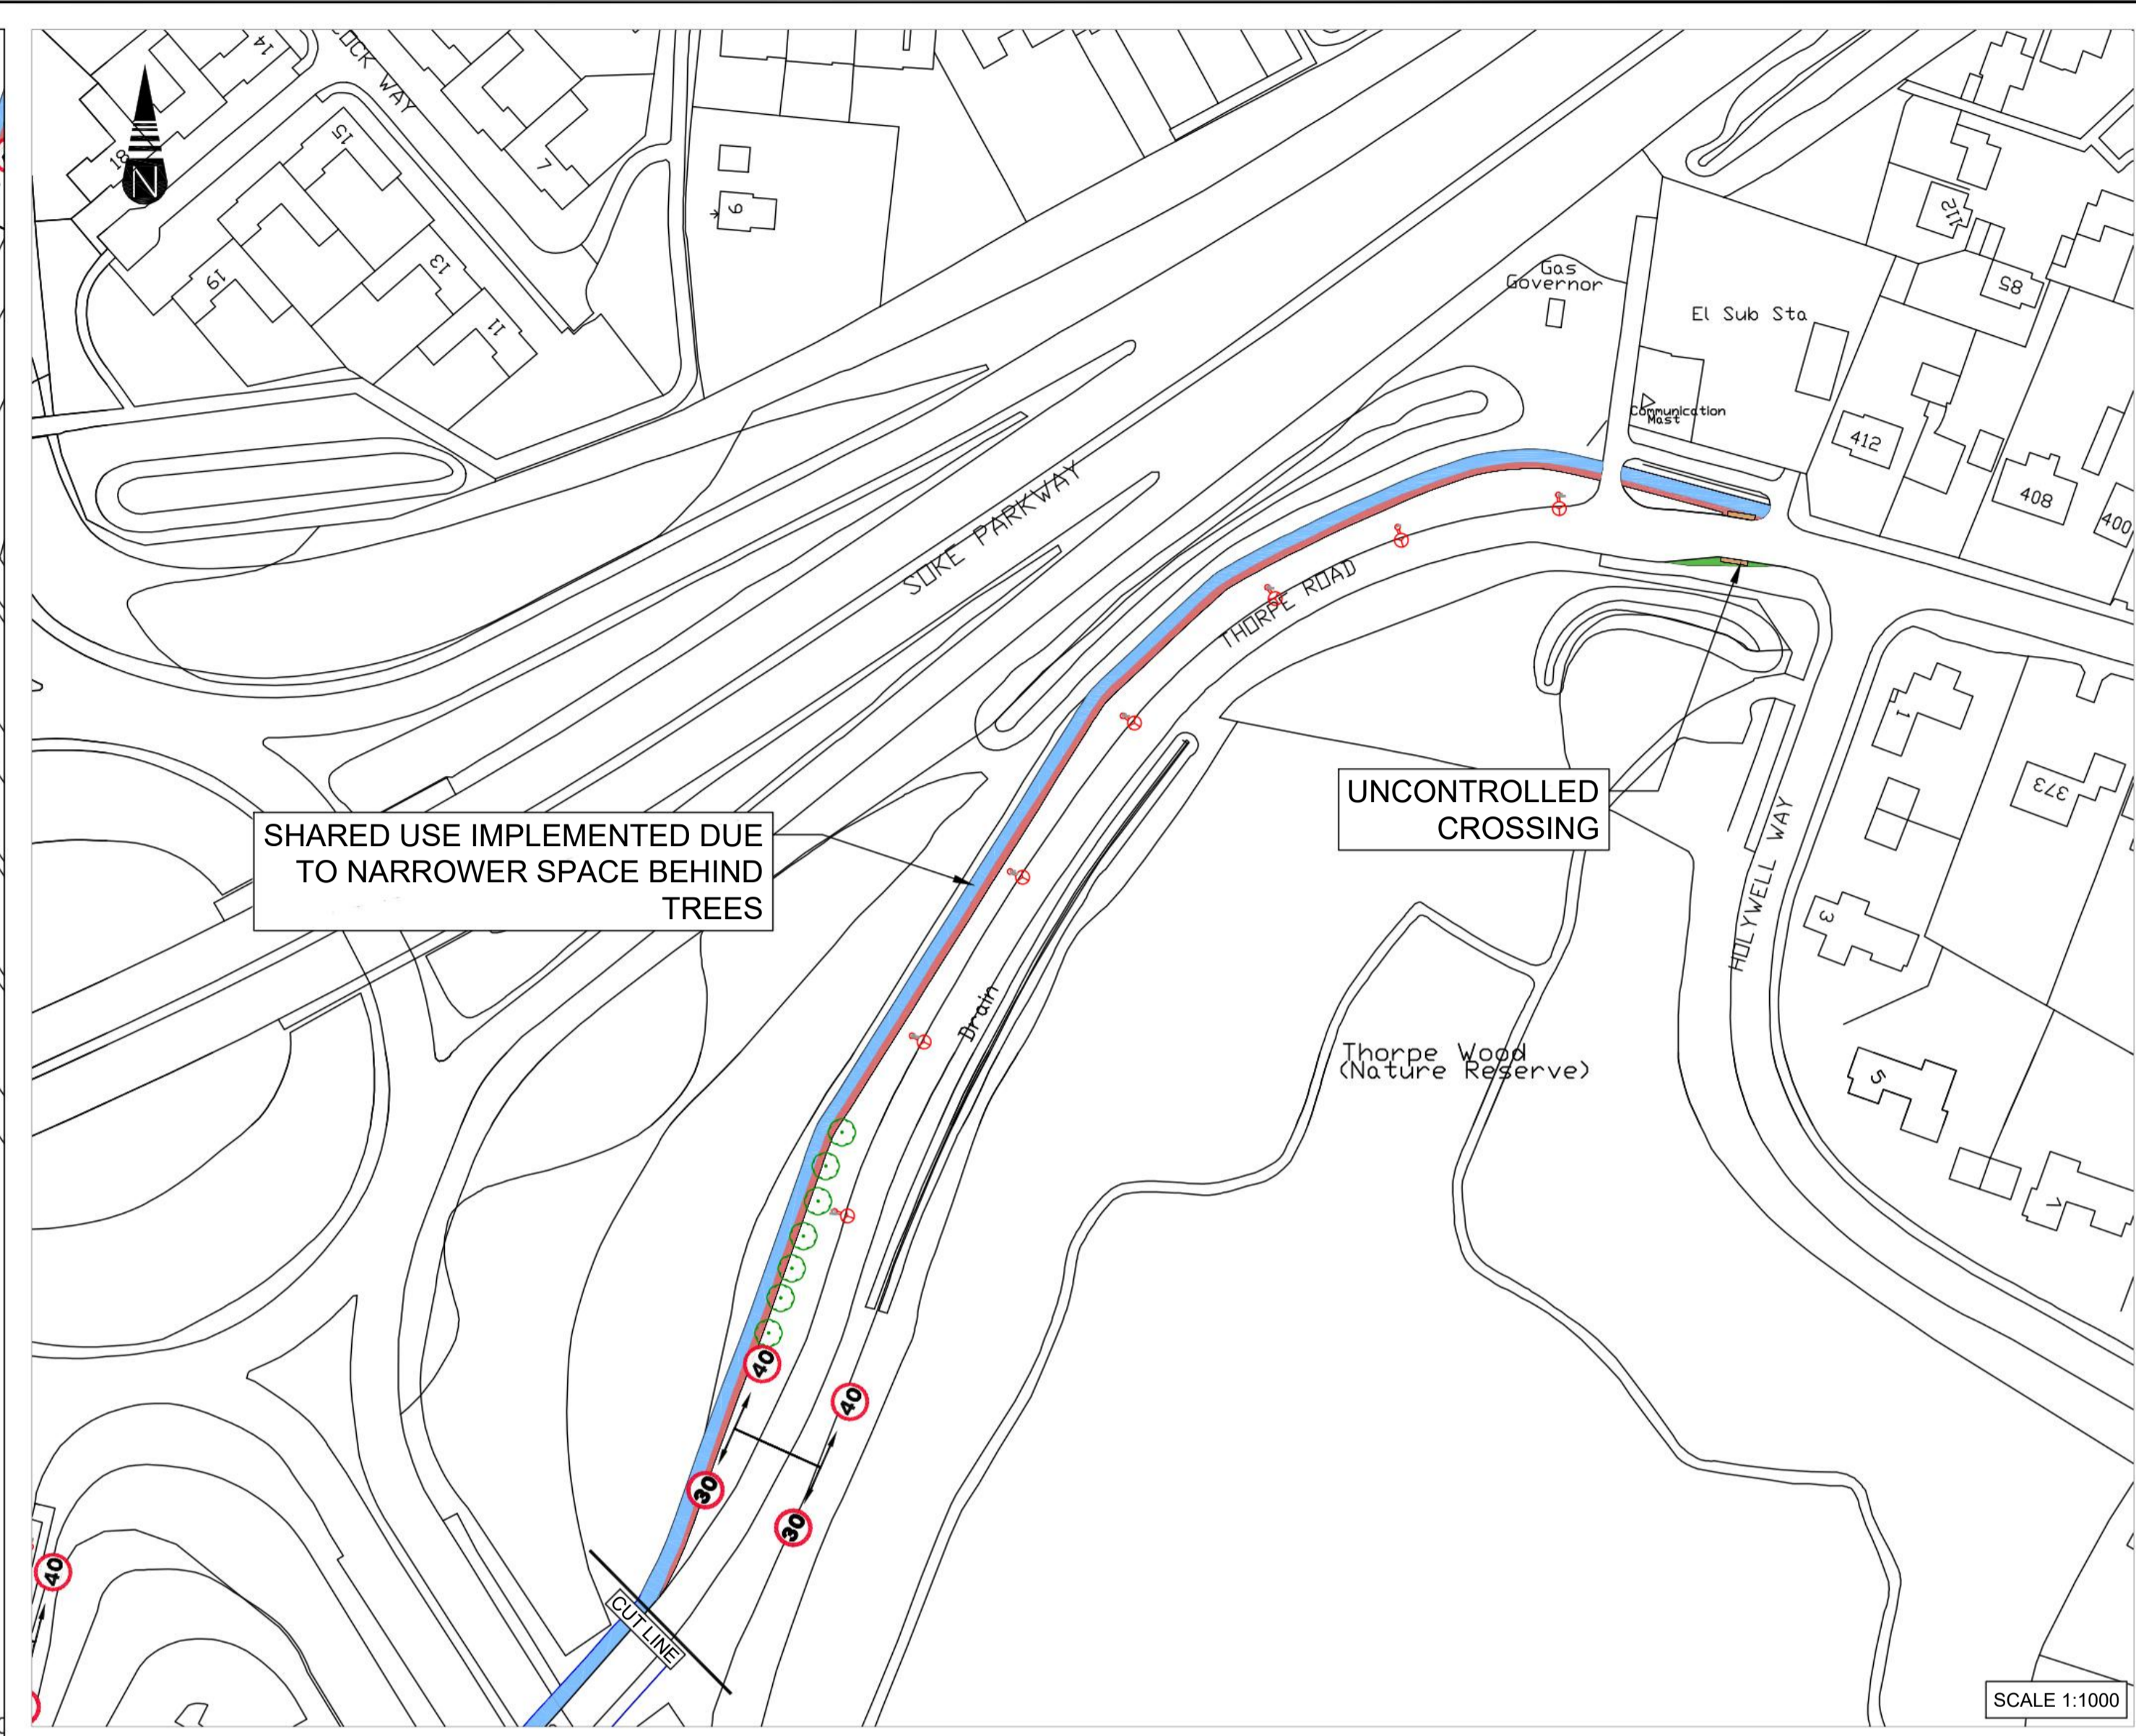 14
15
18
N
7
9
19
13
11
112
85
Gas
Governor
El Sub Sta
Communication
Mast
412
408
400
SOKE PARKWAY
THORPE ROAD
1
373
UNCONTROLLED
CROSSING
SHARED USE IMPLEMENTED DUE
TO NARROWER SPACE BEHIND
TREES
HOLYWELL WAY
3
Drain
Thorpe Wood
(Nature Reserve)
5
7
40
40
30
30
40
CUT LINE
SCALE 1:1000